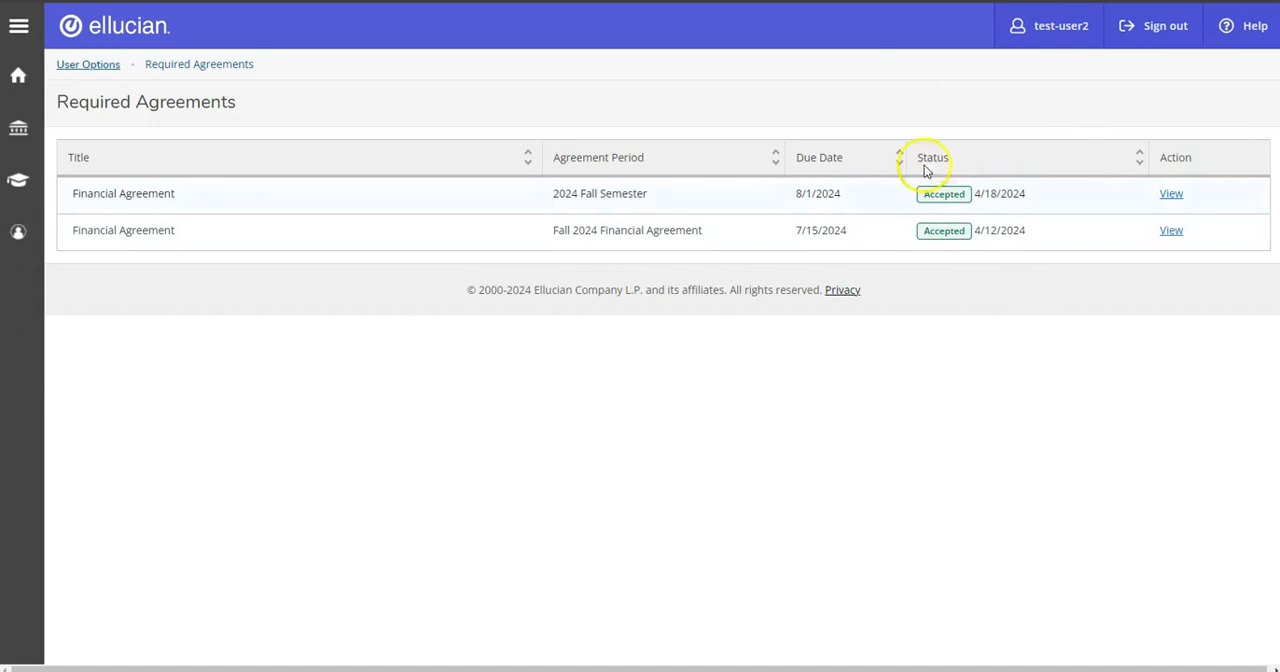 ellucian.
test-user2
Sign out
Help
User Options · Required Agreements
Required Agreements
Title Agreement Period Due Date Status Action
Financial Agreement 2024 Fall Semester 8/1/2024 Accepted 4/18/2024 View
Financial Agreement Fall 2024 Financial Agreement 7/15/2024 Accepted 4/12/2024 View
© 2000-2024 Ellucian Company L.P. and its affiliates. All rights reserved. Privacy